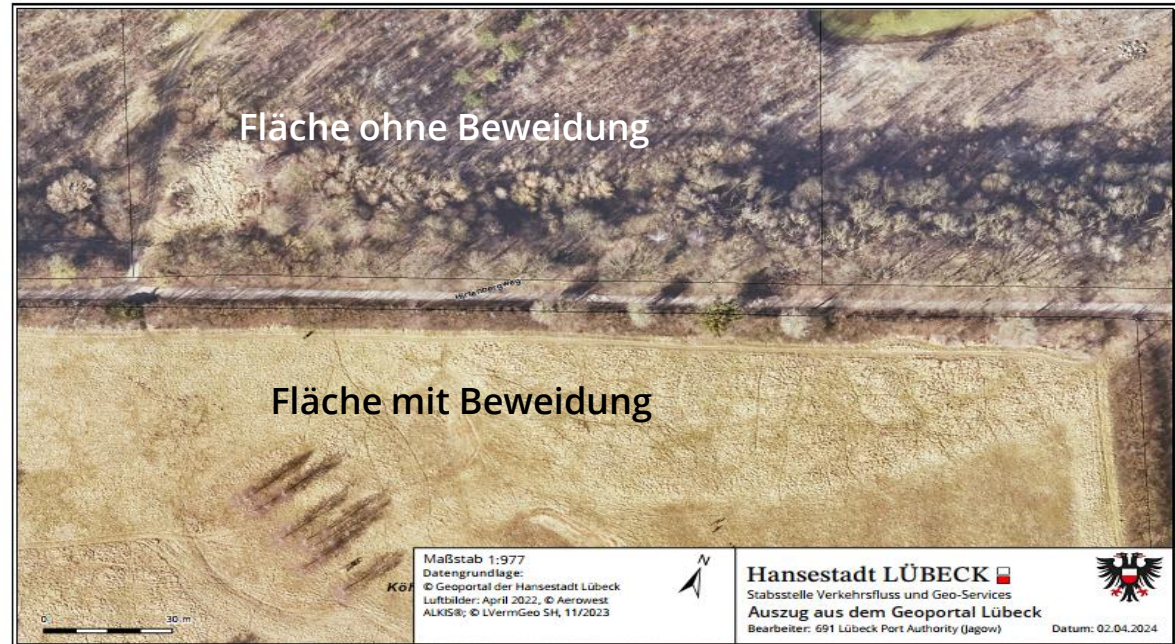 Fläche ohne Beweidung
Hirtenbergweg
Fläche mit Beweidung
Köh
0
30 m
Maßstab 1:977
Datengrundlage:
© Geoportal der Hansestadt Lübeck
Luftbilder: April 2022, © Aerowest
ALKIS®; © LVermGeo SH, 11/2023
N
Hansestadt LÜBECK
Stabsstelle Verkehrsfluss und Geo-Services
Auszug aus dem Geoportal Lübeck
Bearbeiter: 691 Lübeck Port Authority (Jagow)
Datum: 02.04.2024